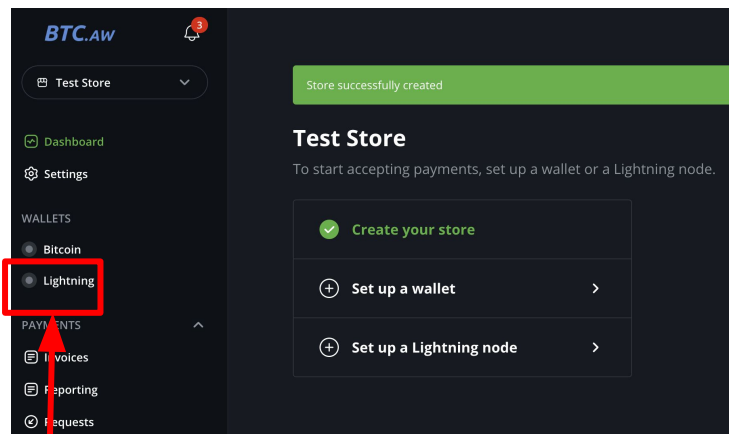 BTC.AW
3
Test Store
Dashboard
Settings
WALLETS
Bitcoin
Lightning
PAYMENTS
Invoices
Reporting
Requests
Store successfully created
Test Store
To start accepting payments, set up a wallet or a Lightning node.
Create your store
Set up a wallet
Set up a Lightning node